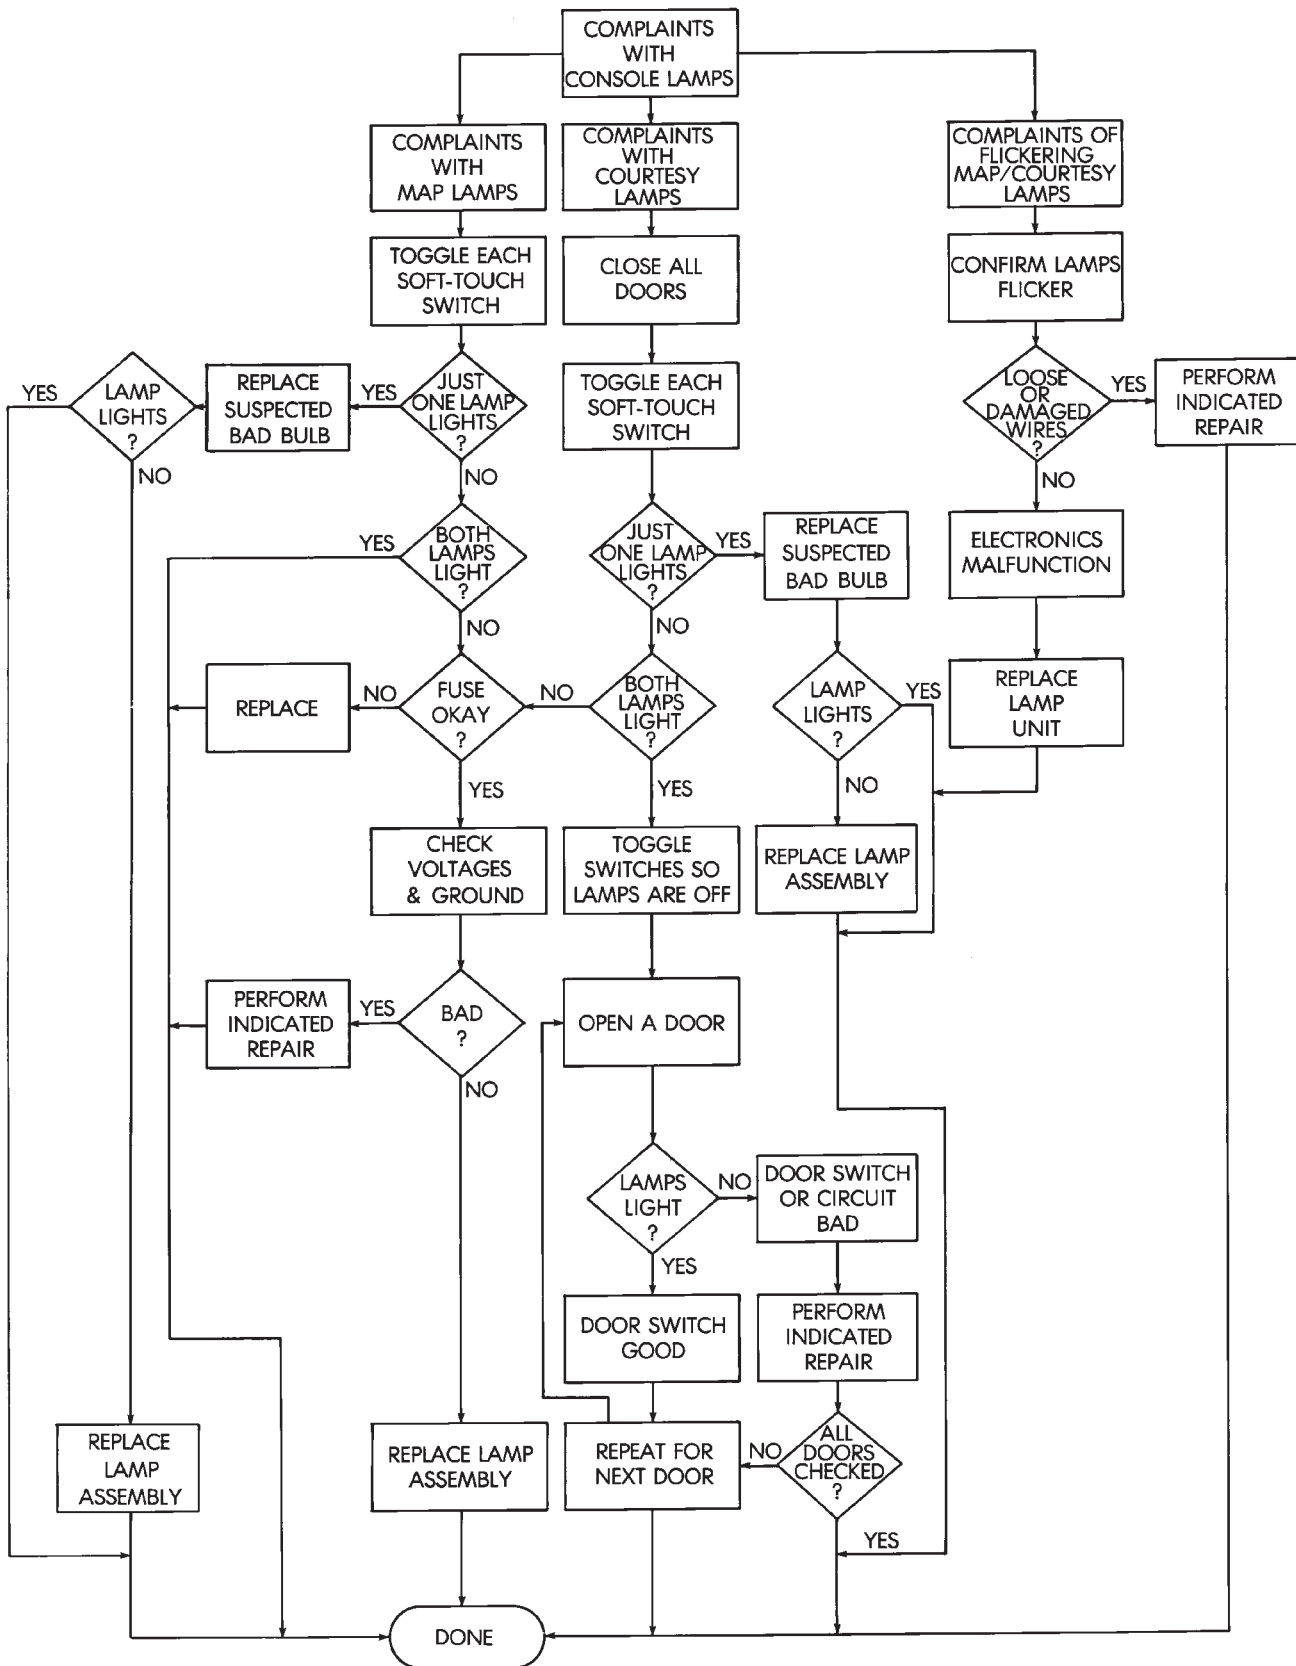 COMPLAINTS
WITH
CONSOLE LAMPS
COMPLAINTS
WITH
MAP LAMPS
COMPLAINTS
WITH
COURTESY
LAMPS
COMPLAINTS OF
FLICKERING
MAP/COURTESY
LAMPS
TOGGLE EACH
SOFT-TOUCH
SWITCH
CLOSE ALL
DOORS
CONFIRM LAMPS
FLICKER
YES
LAMP
LIGHTS
?
REPLACE
SUSPECTED
BAD BULB
YES
JUST
ONE LAMP
LIGHTS
?
TOGGLE EACH
SOFT-TOUCH
SWITCH
LOOSE
OR
DAMAGED
WIRES
?
YES
PERFORM
INDICATED
REPAIR
NO
NO
NO
YES
BOTH
LAMPS
LIGHT
?
JUST
ONE LAMP
LIGHTS
?
YES
REPLACE
SUSPECTED
BAD BULB
ELECTRONICS
MALFUNCTION
NO
NO
REPLACE
NO
FUSE
OKAY
?
NO
BOTH
LAMPS
LIGHT
?
LAMP
LIGHTS
?
YES
REPLACE
LAMP
UNIT
YES
YES
NO
CHECK
VOLTAGES
& GROUND
TOGGLE
SWITCHES SO
LAMPS ARE OFF
REPLACE LAMP
ASSEMBLY
PERFORM
INDICATED
REPAIR
YES
BAD
?
OPEN A DOOR
NO
LAMPS
LIGHT
?
NO
DOOR SWITCH
OR CIRCUIT
BAD
YES
DOOR SWITCH
GOOD
PERFORM
INDICATED
REPAIR
REPLACE
LAMP
ASSEMBLY
REPLACE LAMP
ASSEMBLY
REPEAT FOR
NEXT DOOR
NO
ALL
DOORS
CHECKED
?
YES
DONE